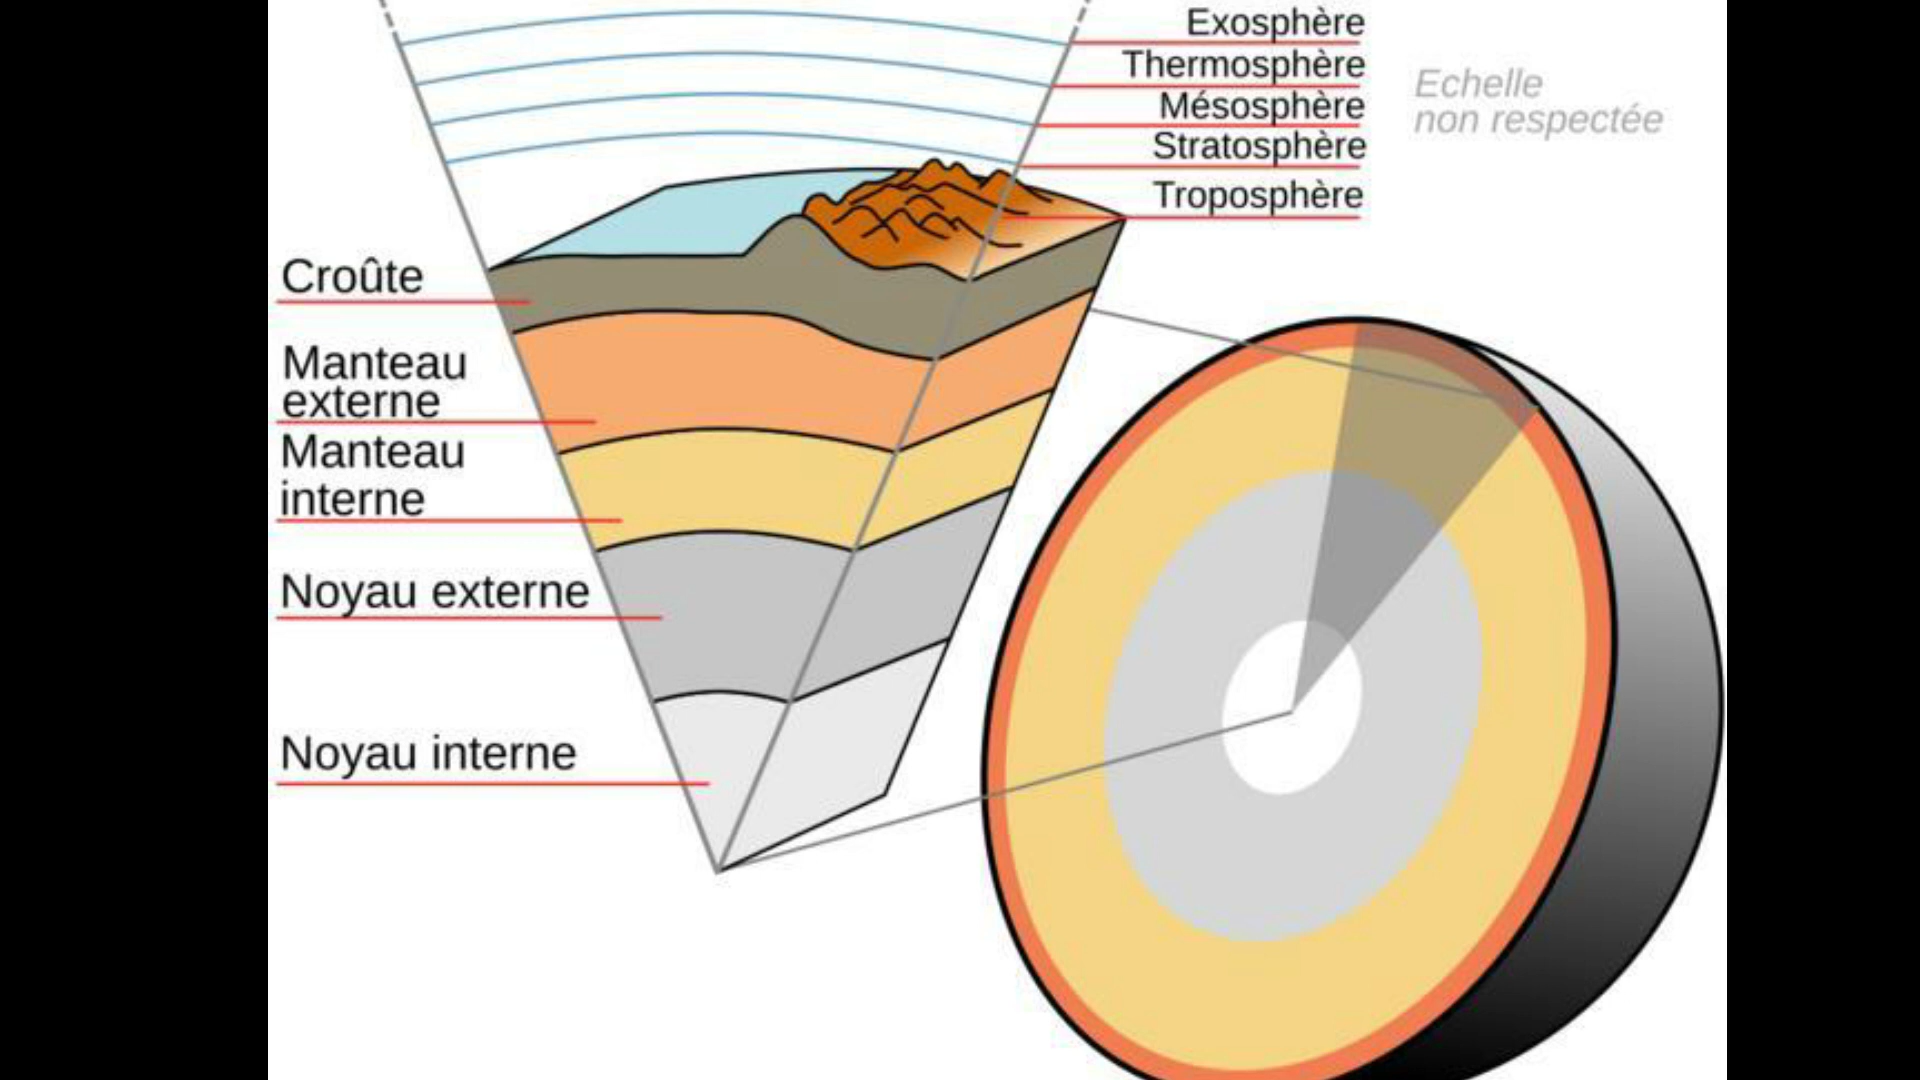 Exosphère
Thermosphère
Mésosphère
Stratosphère
Troposphère
Echelle
non respectée
Croûte
Manteau
externe
Manteau
interne
Noyau externe
Noyau interne